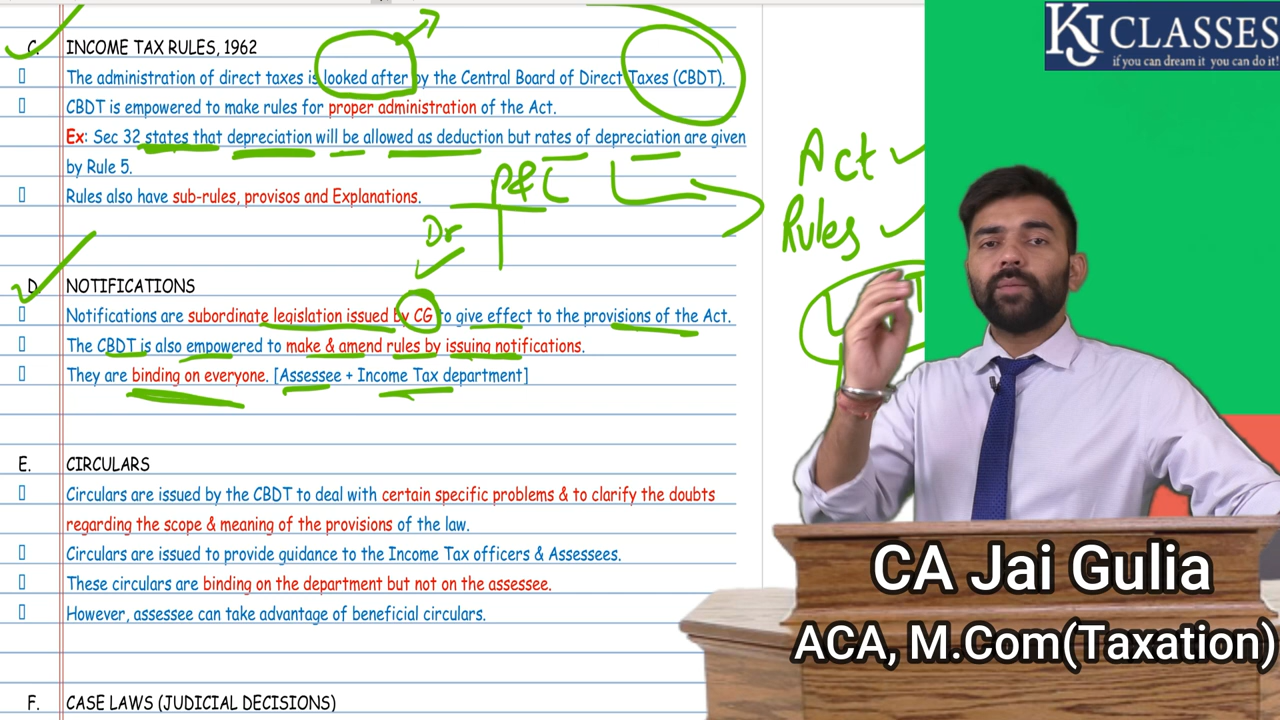 C. INCOME TAX RULES, 1962
The administration of direct taxes is looked after by the Central Board of Direct Taxes (CBDT).
CBDT is empowered to make rules for proper administration of the Act.
Ex: Sec 32 states that depreciation will be allowed as deduction but rates of depreciation are given
by Rule 5.
Rules also have sub-rules, provisos and Explanations.
P&L
Dr
D. NOTIFICATIONS
Notifications are subordinate legislation issued by CG to give effect to the provisions of the Act.
The CBDT is also empowered to make & amend rules by issuing notifications.
They are binding on everyone. [Assessee + Income Tax department]
E. CIRCULARS
Circulars are issued by the CBDT to deal with certain specific problems & to clarify the doubts
regarding the scope & meaning of the provisions of the law.
Circulars are issued to provide guidance to the Income Tax officers & Assessees.
These circulars are binding on the department but not on the assessee.
However, assessee can take advantage of beneficial circulars.
F. CASE LAWS (JUDICIAL DECISIONS)
Act
Rules
KJ CLASSES
if you can dream it you can do it!
CA Jai Gulia
ACA, M.Com(Taxation)